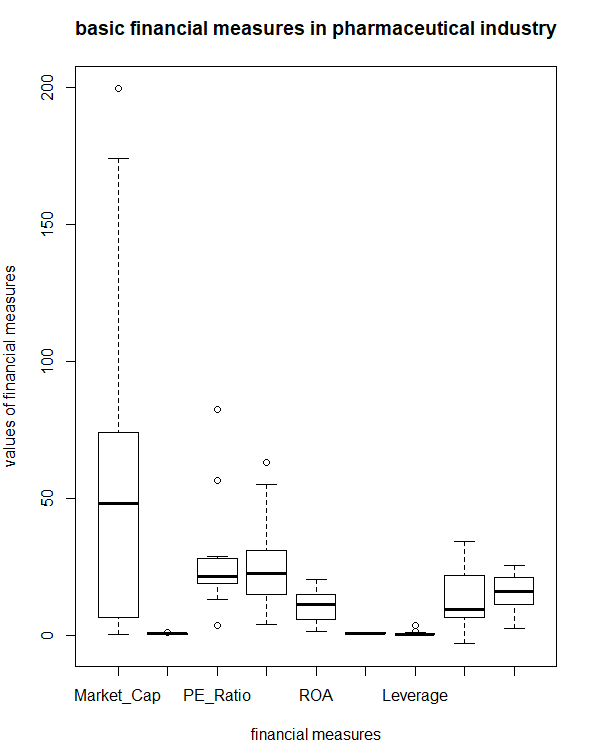 basic financial measures in pharmaceutical industry
values of financial measures
200
150
100
50
0
Market_Cap PE_Ratio ROA Leverage
financial measures